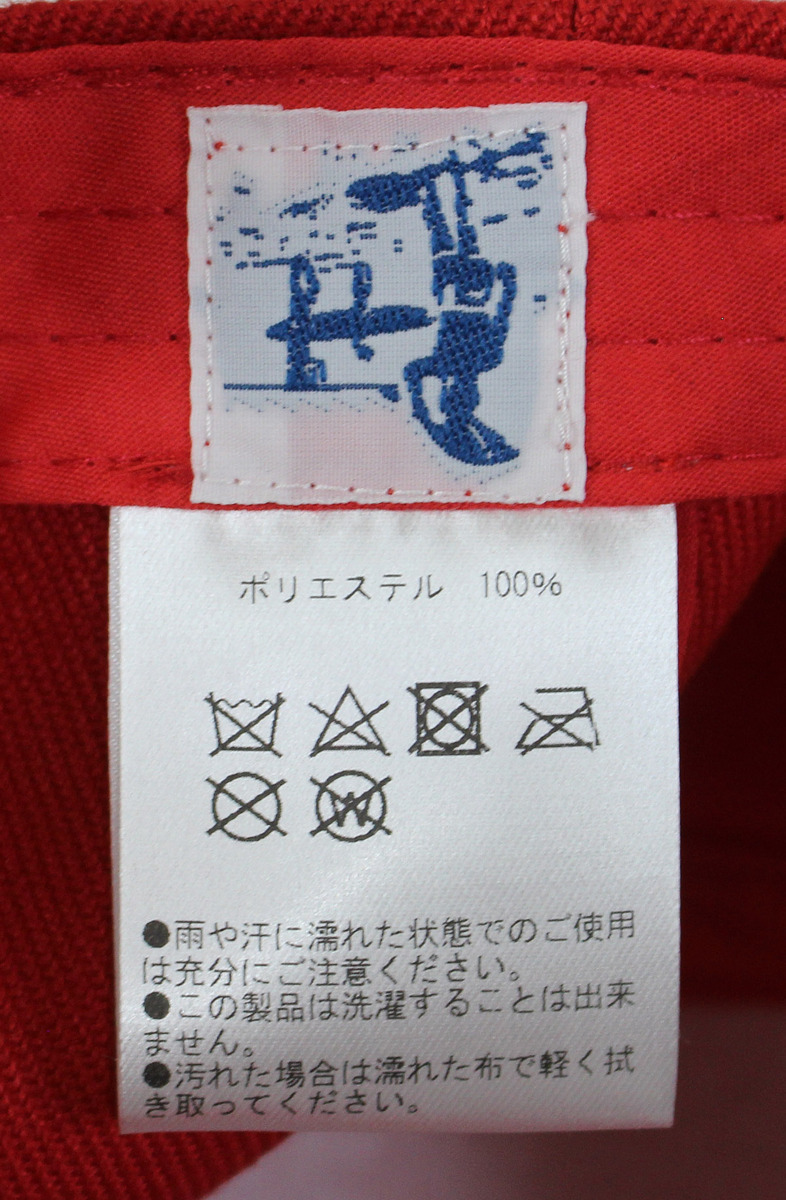 ポリエステル 100%
W
●雨や汗に濡れた状態でのご使用
は充分にご注意ください。
●この製品は洗濯することは出来
ません。
●汚れた場合は濡れた布で軽く拭
き取ってください。